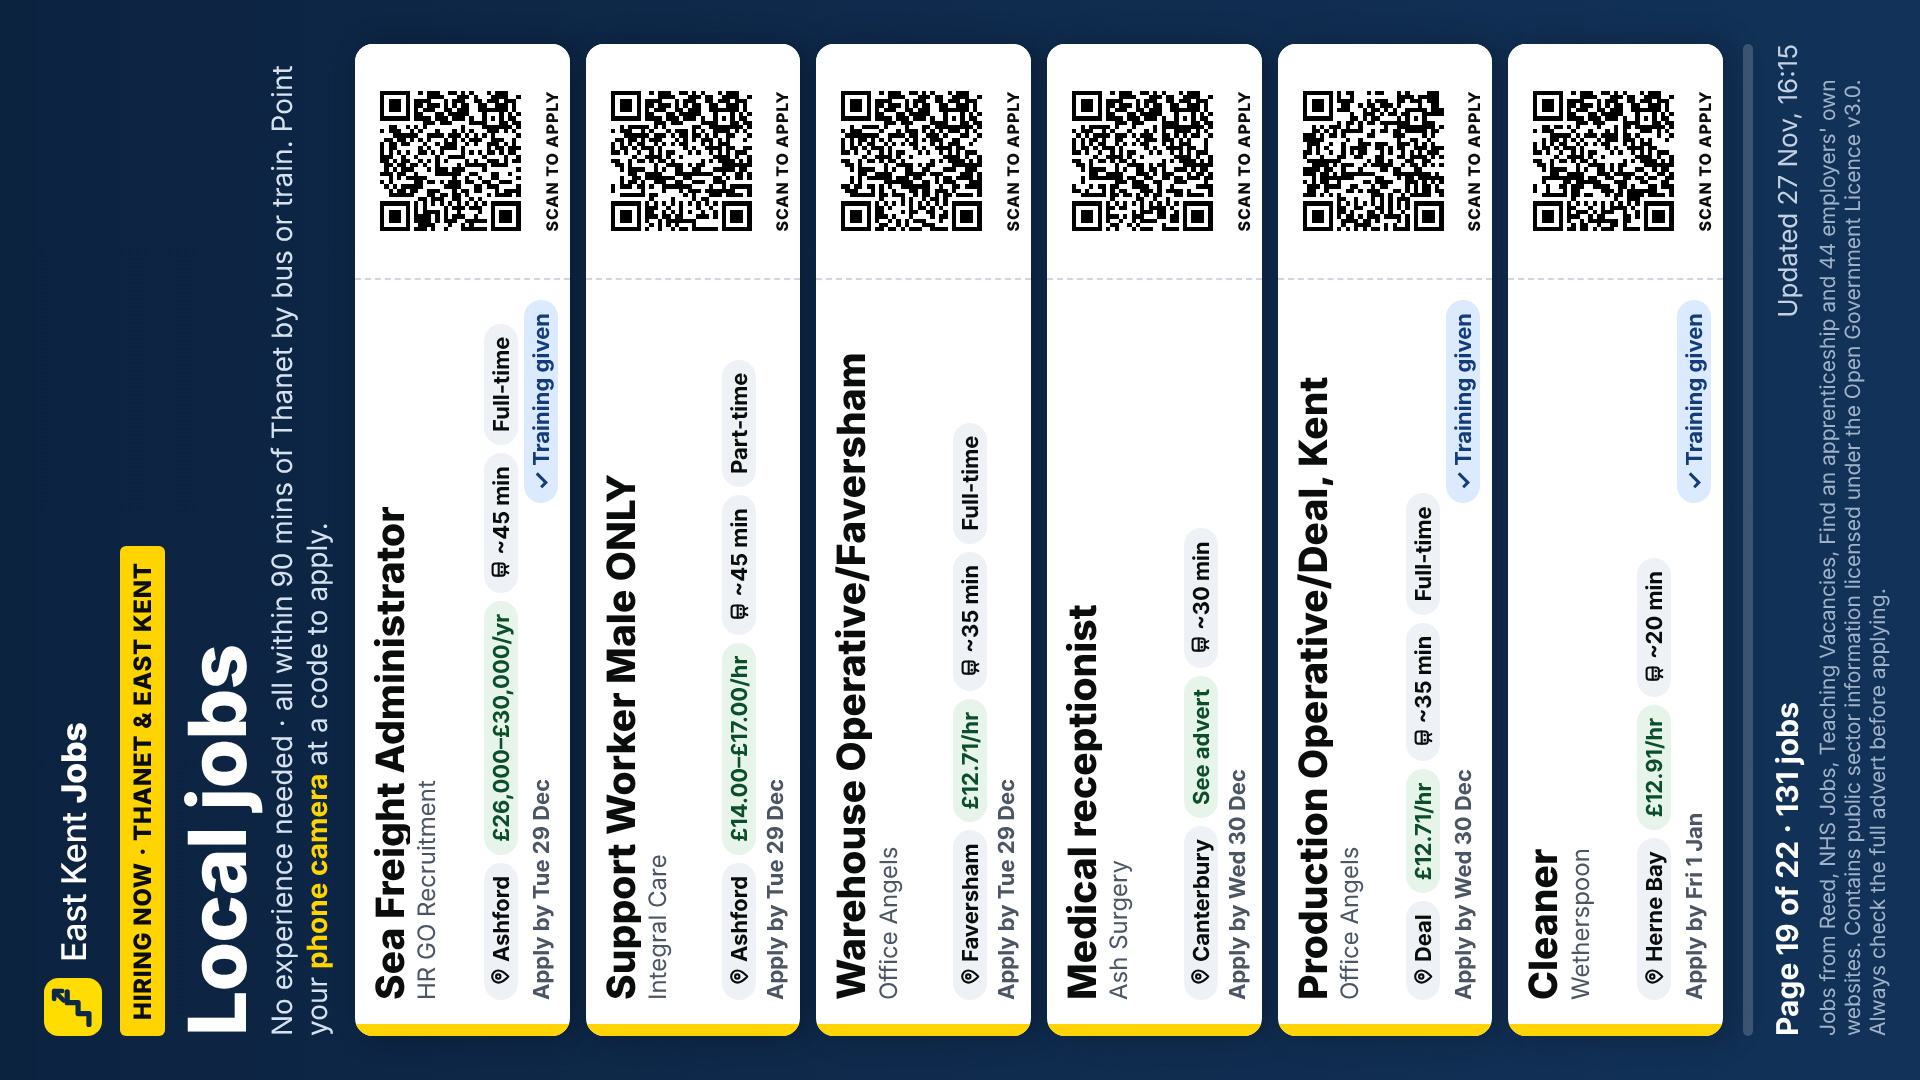 East Kent Jobs
HIRING NOW · THANET & EAST KENT
Local jobs
No experience needed · all within 90 mins of Thanet by bus or train. Point
your phone camera at a code to apply.
Sea Freight Administrator
HR GO Recruitment
Ashford £26,000–£30,000/yr ~45 min Full-time
Apply by Tue 29 Dec ✓ Training given
SCAN TO APPLY
Support Worker Male ONLY
Integral Care
Ashford £14.00–£17.00/hr ~45 min Part-time
Apply by Tue 29 Dec
SCAN TO APPLY
Warehouse Operative/Faversham
Office Angels
Faversham £12.71/hr ~35 min Full-time
Apply by Tue 29 Dec
SCAN TO APPLY
Medical receptionist
Ash Surgery
Canterbury See advert ~30 min
Apply by Wed 30 Dec
SCAN TO APPLY
Production Operative/Deal, Kent
Office Angels
Deal £12.71/hr ~35 min Full-time
Apply by Wed 30 Dec ✓ Training given
SCAN TO APPLY
Cleaner
Wetherspoon
Herne Bay £12.91/hr ~20 min
Apply by Fri 1 Jan ✓ Training given
SCAN TO APPLY
Page 19 of 22 · 131 jobs Updated 27 Nov, 16:15
Jobs from Reed, NHS Jobs, Teaching Vacancies, Find an apprenticeship and 44 employers' own
websites. Contains public sector information licensed under the Open Government Licence v3.0.
Always check the full advert before applying.